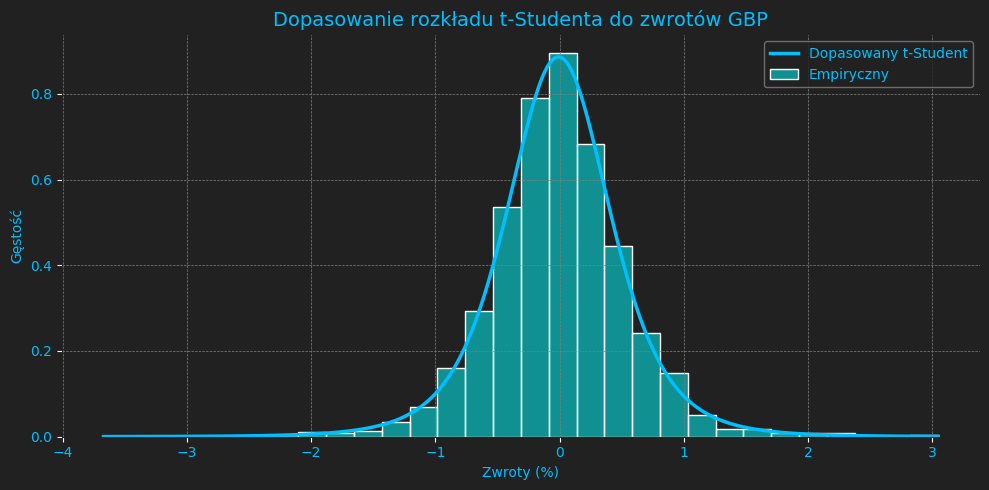 Dopasowanie rozkładu t-Studenta do zwrotów GBP
Dopasowany t-Student
Empiryczny
Gęstość
0.8
0.6
0.4
0.2
0.0
−4 −3 −2 −1 0 1 2 3
Zwroty (%)